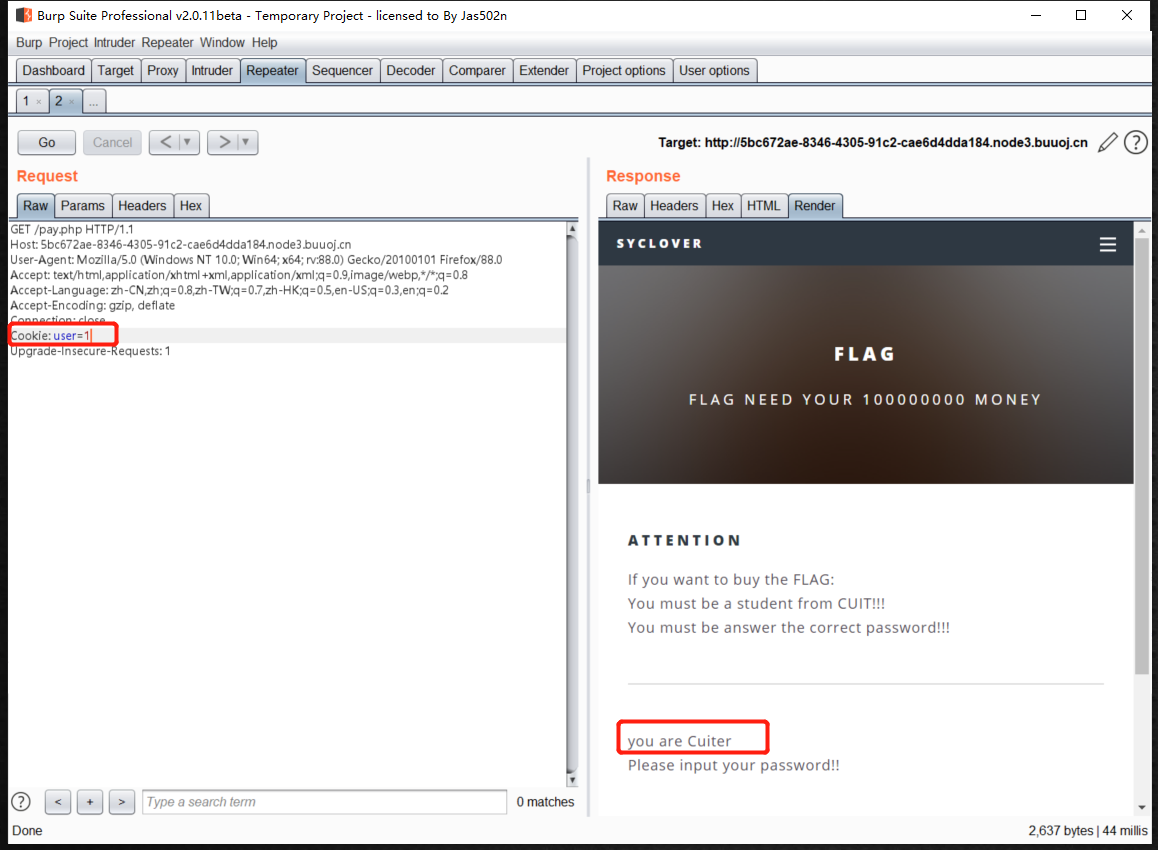 Burp Suite Professional v2.0.11beta - Temporary Project - licensed to By Jas502n
Burp Project Intruder Repeater Window Help
Dashboard Target Proxy Intruder Repeater Sequencer Decoder Comparer Extender Project options User options
1 × 2 × ...
Go Cancel < > Target: http://5bc672ae-8346-4305-91c2-cae6d4dda184.node3.buuoj.cn ?
Request
Raw Params Headers Hex
GET /pay.php HTTP/1.1
Host: 5bc672ae-8346-4305-91c2-cae6d4dda184.node3.buuoj.cn
User-Agent: Mozilla/5.0 (Windows NT 10.0; Win64; x64; rv:88.0) Gecko/20100101 Firefox/88.0
Accept: text/html,application/xhtml+xml,application/xml;q=0.9,image/webp,*/*;q=0.8
Accept-Language: zh-CN,zh;q=0.8,zh-TW;q=0.7,zh-HK;q=0.5,en-US;q=0.3,en;q=0.2
Accept-Encoding: gzip, deflate
Connection: close
Cookie: user=1
Upgrade-Insecure-Requests: 1
? < + > Type a search term 0 matches
Response
Raw Headers Hex HTML Render
SYCLOVER
FLAG
FLAG NEED YOUR 100000000 MONEY
ATTENTION
If you want to buy the FLAG:
You must be a student from CUIT!!!
You must be answer the correct password!!!
you are Cuiter
Please input your password!!
Done 2,637 bytes | 44 millis